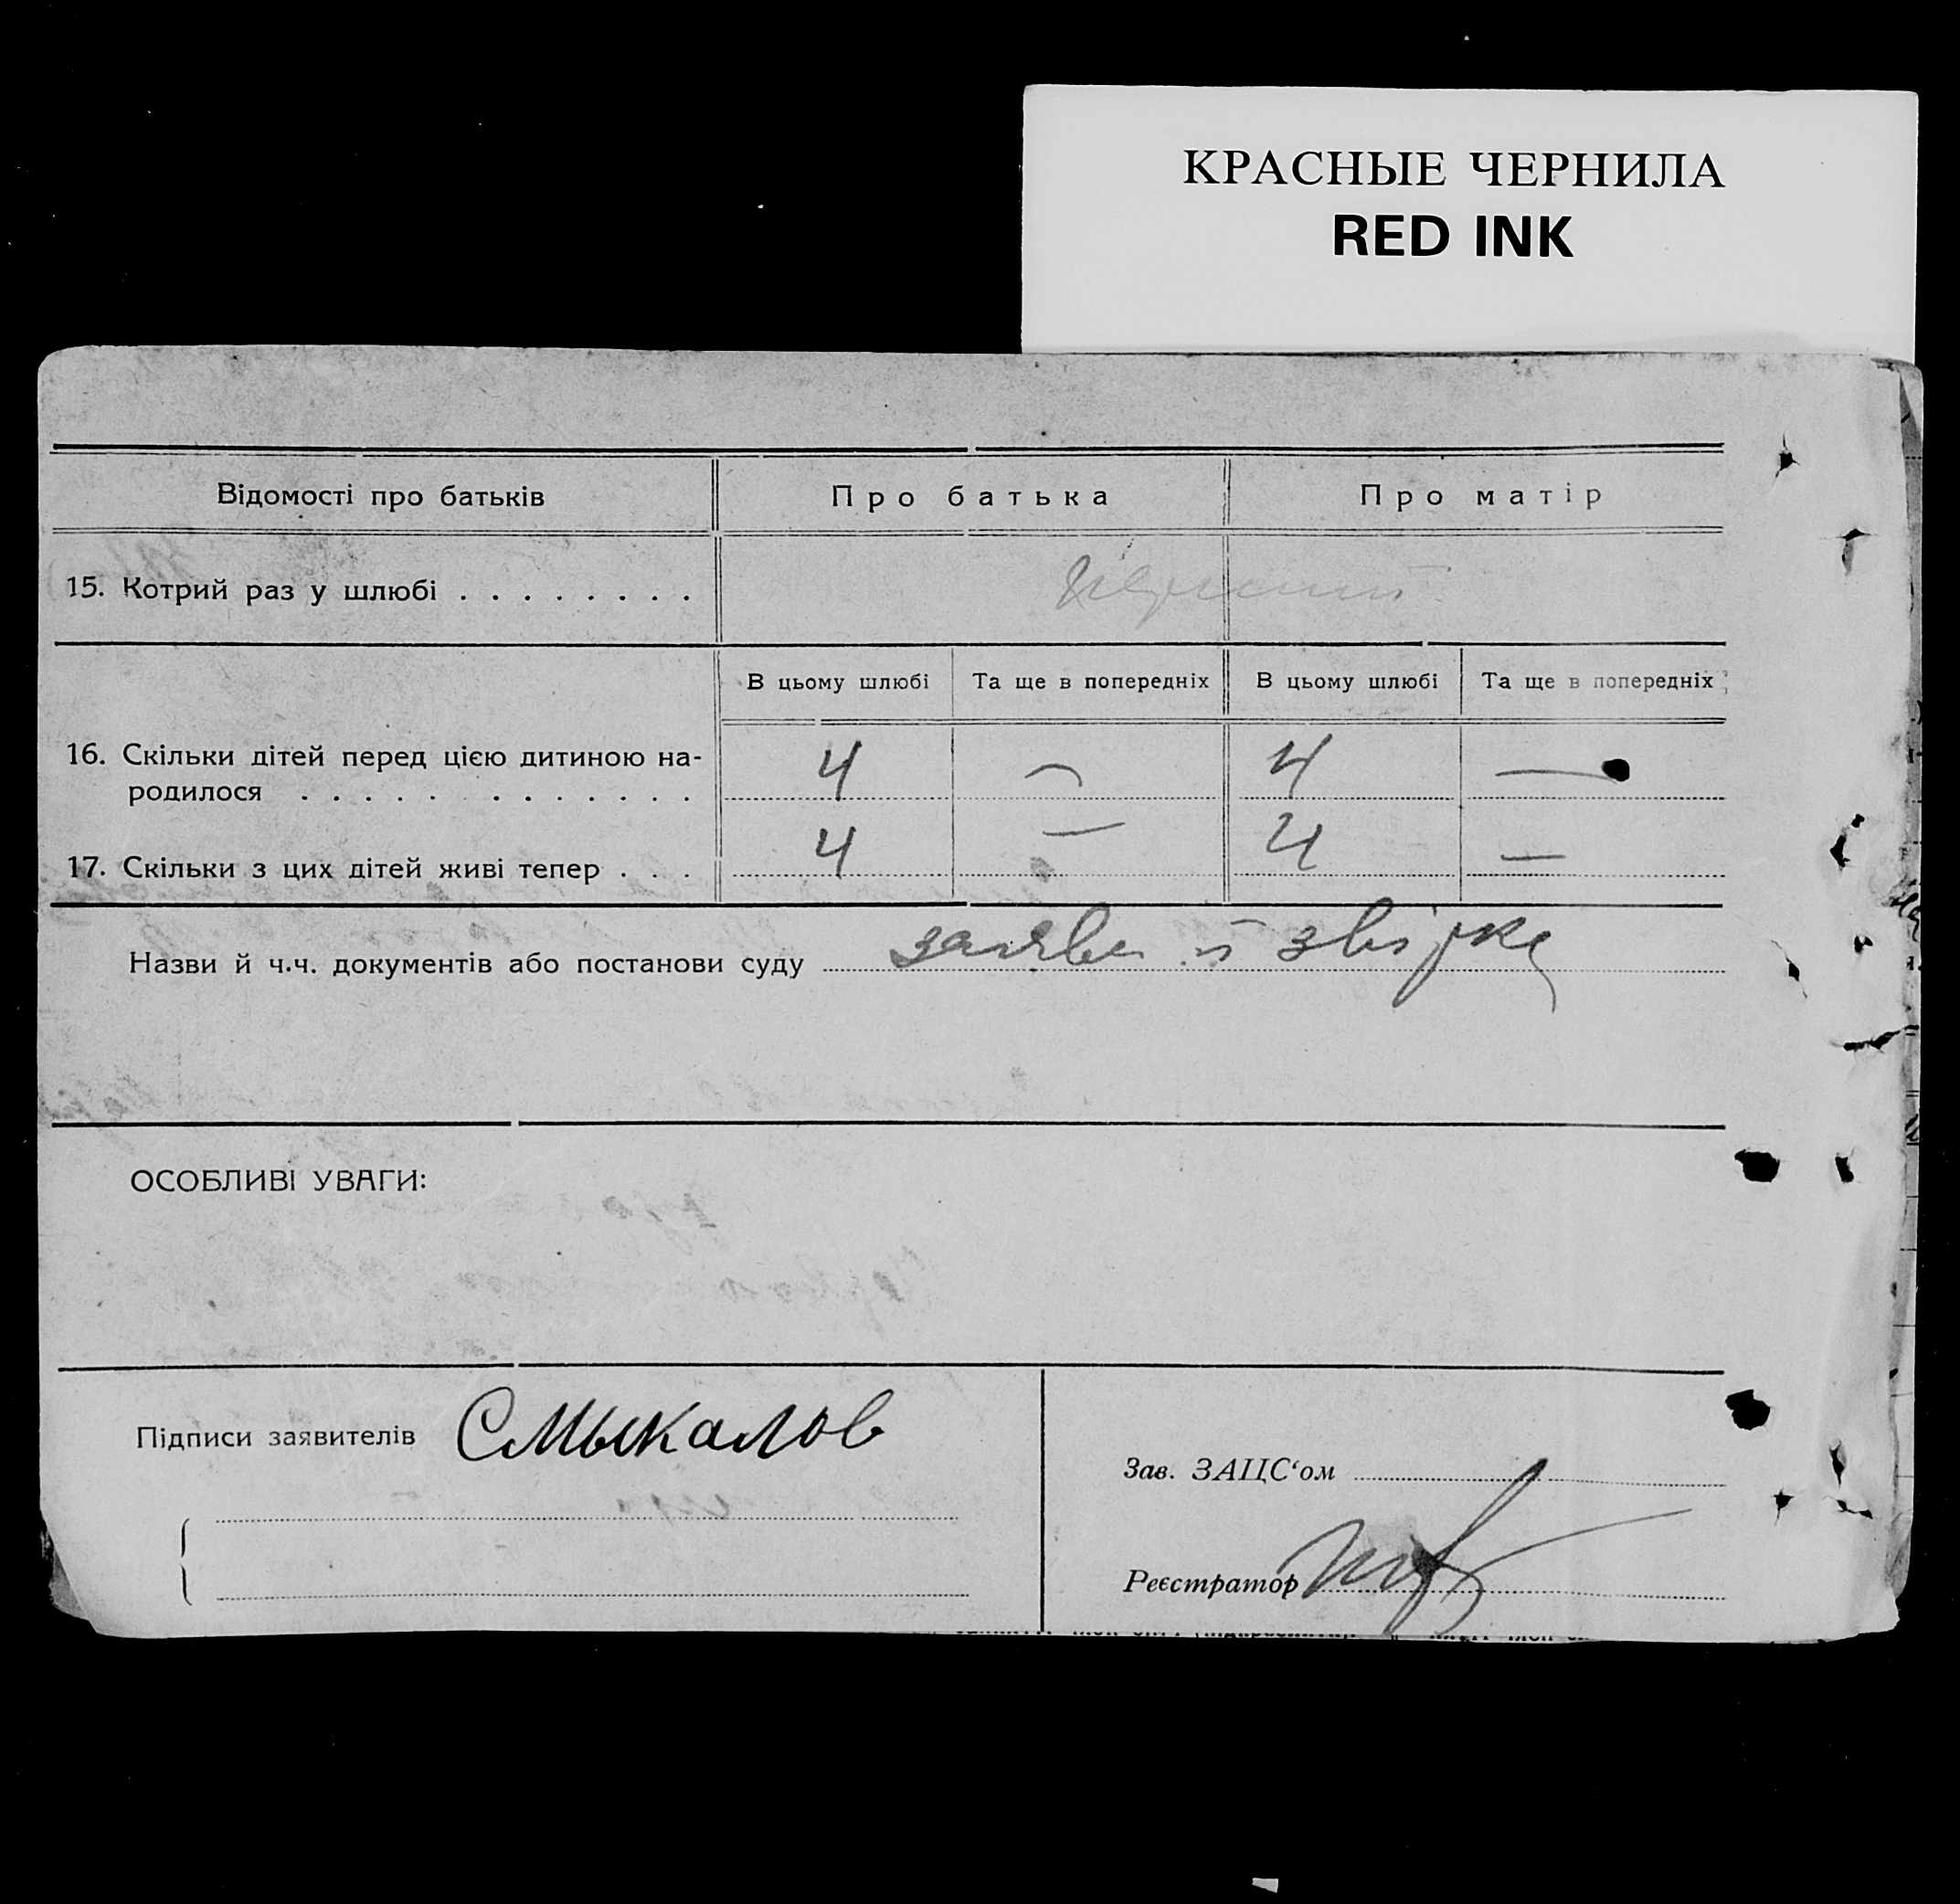 КРАСНЫЕ ЧЕРНИЛА
RED INK
Відомості про батьків Про батька Про матір
15. Котрий раз у шлюбі . . . . . . . .
В цьому шлюбі Та ще в попередніх В цьому шлюбі Та ще в попередніх
16. Скільки дітей перед цією дитиною на- 4 — 4 —
родилося . . . . . . . . . . . . .
17. Скільки з цих дітей живі тепер . . . 4 — 4 —
Назви й ч.ч. документів або постанови суду заява й звірка
ОСОБЛИВІ УВАГИ:
Підписи заявителів Смыкалов
Зав. ЗАЦС‘ом
Реєстратор